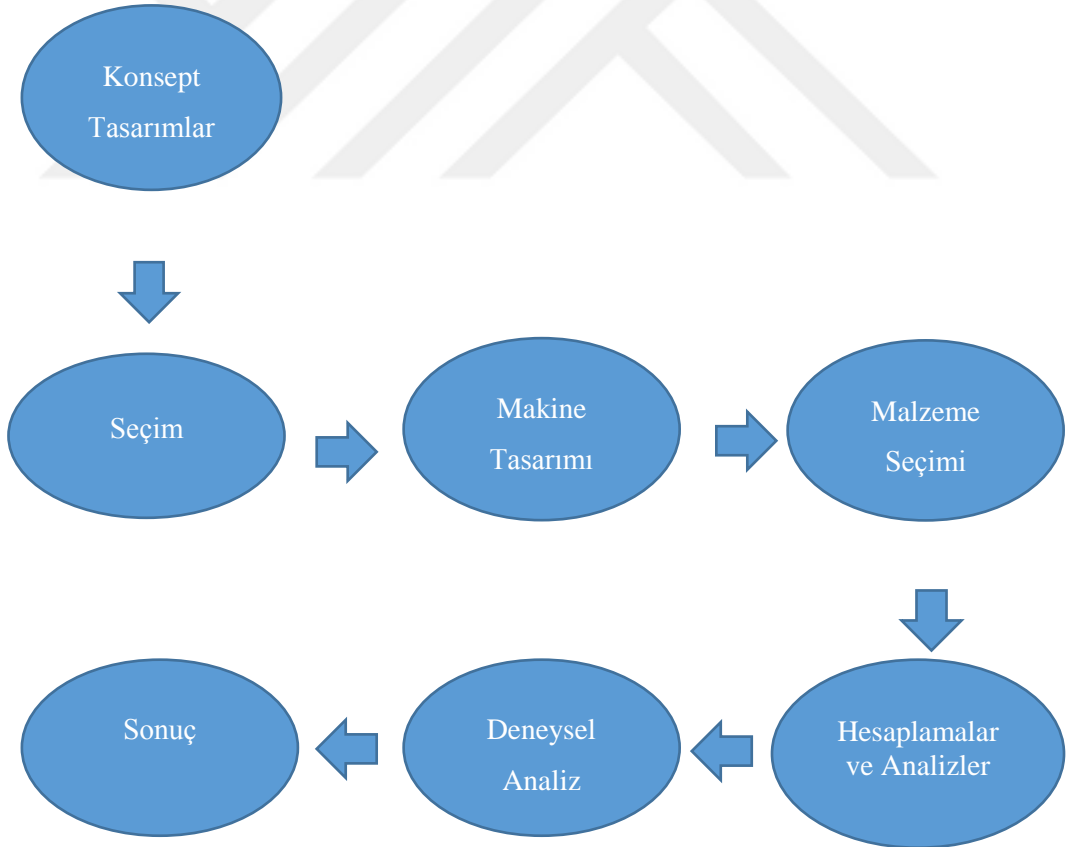 Konsept
Tasarımlar
Seçim
Makine
Tasarımı
Malzeme
Seçimi
Hesaplamalar
ve Analizler
Deneysel
Analiz
Sonuç